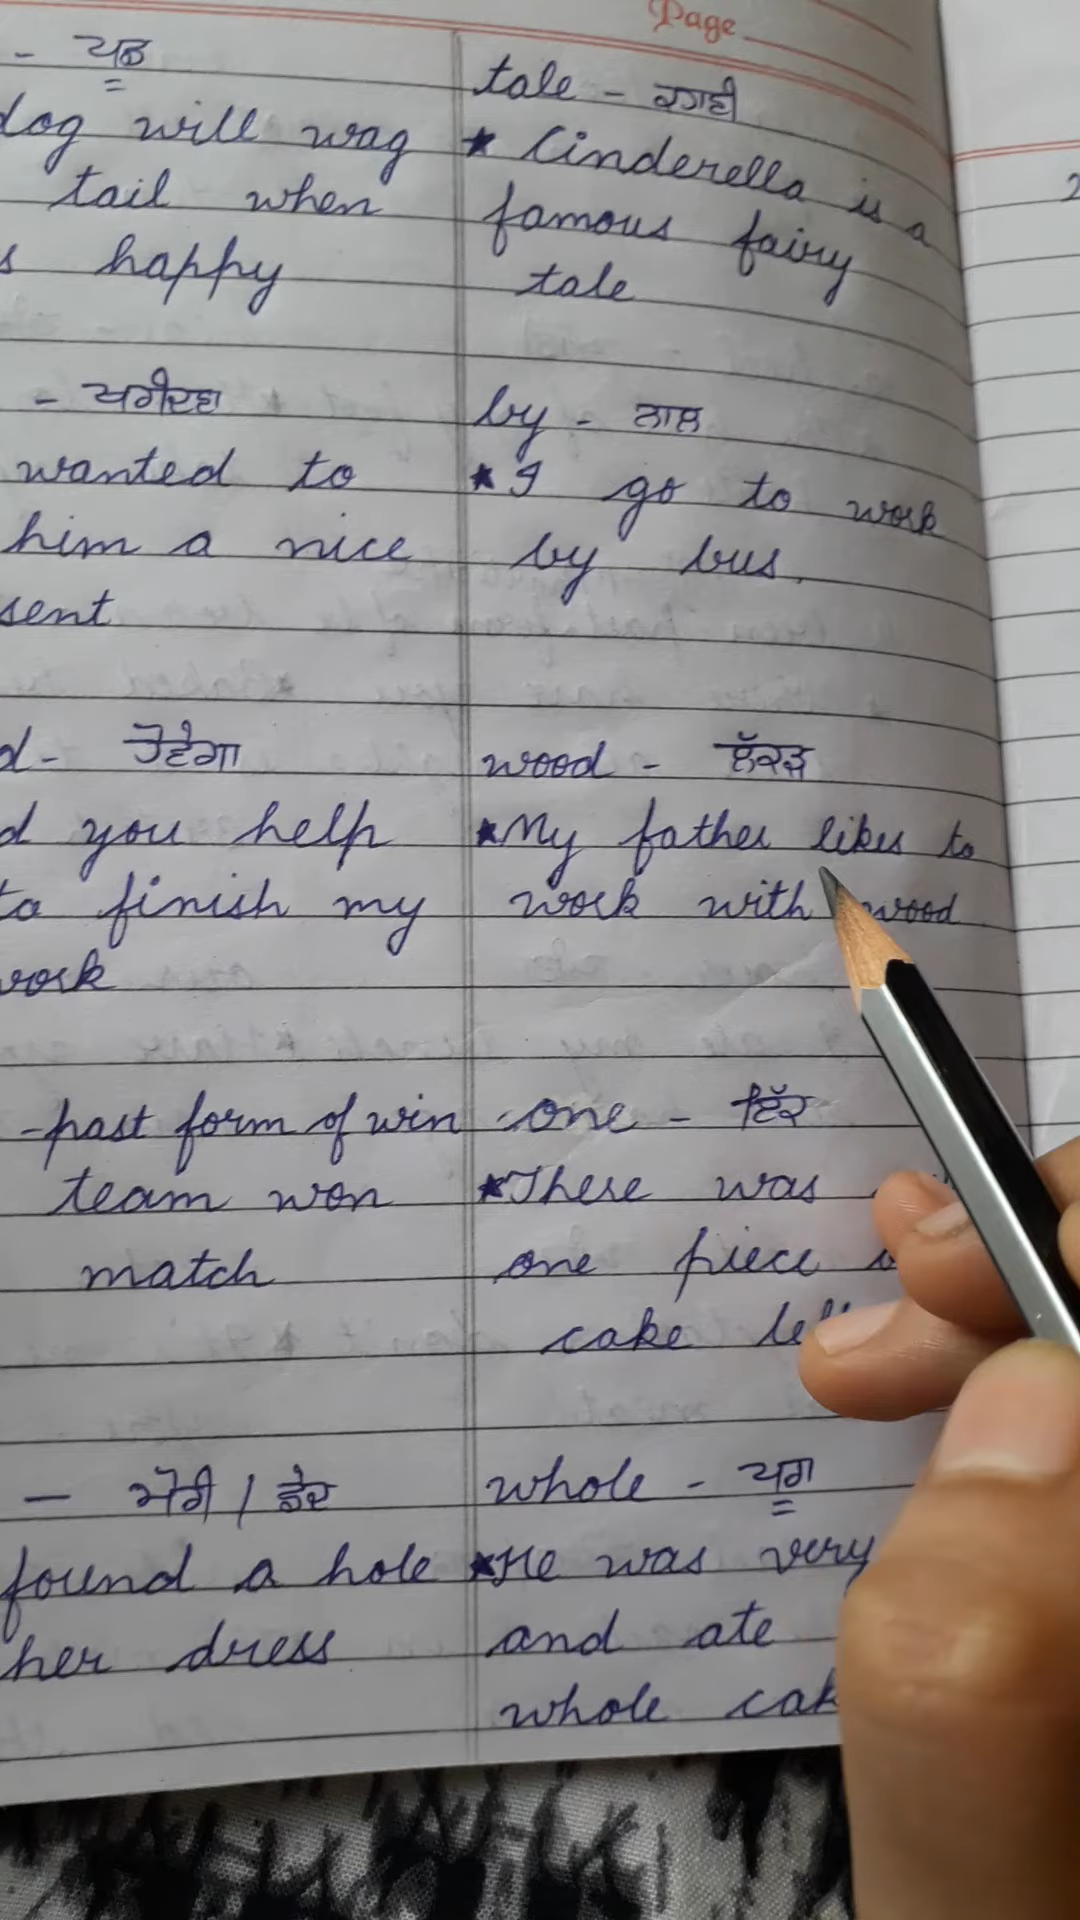 Page
tale - ਕਹਾਣੀ
dog will wag
tail when
happy
★ Cinderella is a
famous fairy
tale
- ਖਰੀਦਣਾ
wanted to
him a nice
sent
by - ਨਾਲ
★ I go to work
by bus.
d - ਹੋਵੇਗਾ
d you help
to finish my
work
wood - ਲੱਕੜ
★ My father likes to
work with wood
- past form of win
team won
match
one - ਇੱਕ
★ There was
one piece
cake
- ਮੋਰੀ / ਛੇਦ
found a hole
her dress
whole -
★ He was very
and ate
whole cak